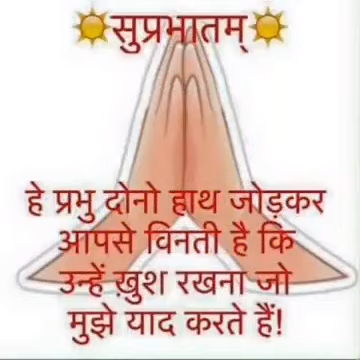 सुप्रभातम्
हे प्रभु दोनो हाथ जोड़कर
आपसे विनती है कि
उन्हें ख़ुश रखना जो
मुझे याद करते हैं!